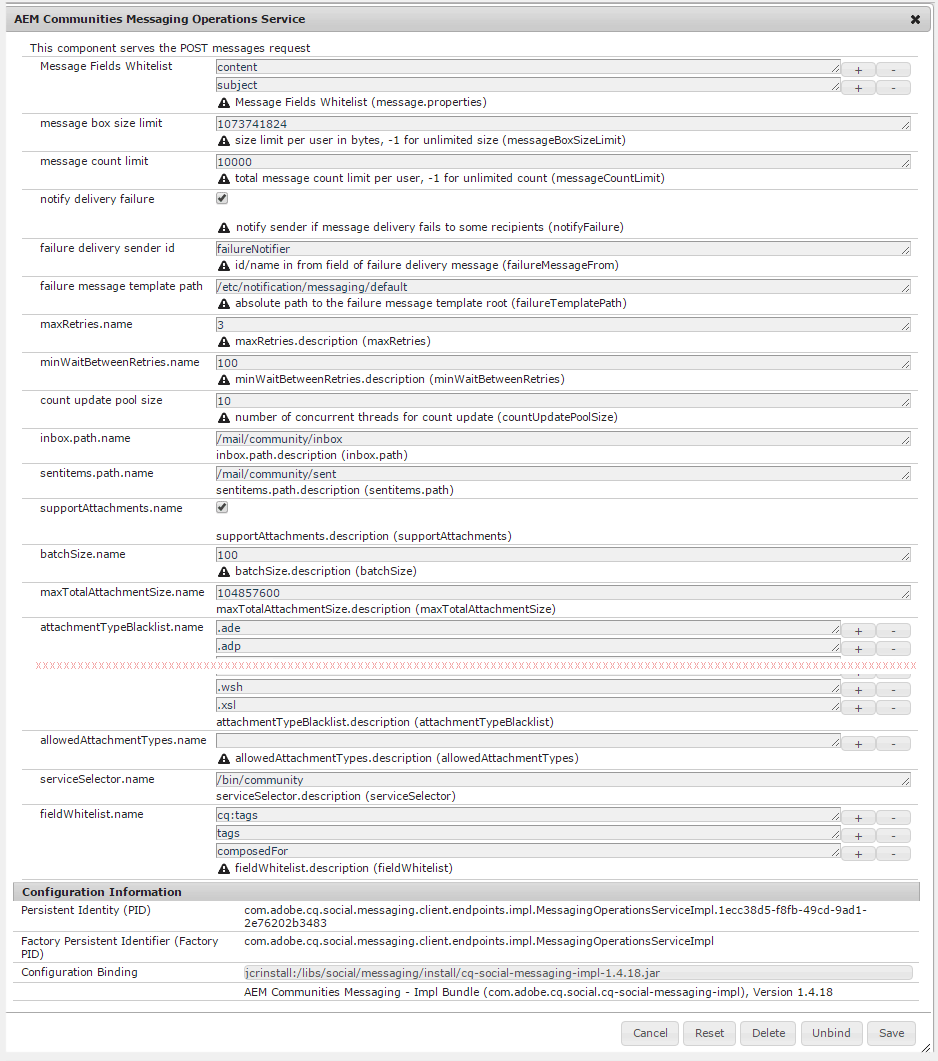 AEM Communities Messaging Operations Service
This component serves the POST messages request
Message Fields Whitelist
content
+ -
subject
+ -
Message Fields Whitelist (message.properties)
message box size limit
1073741824
size limit per user in bytes, -1 for unlimited size (messageBoxSizeLimit)
message count limit
10000
total message count limit per user, -1 for unlimited count (messageCountLimit)
notify delivery failure
notify sender if message delivery fails to some recipients (notifyFailure)
failure delivery sender id
failureNotifier
id/name in from field of failure delivery message (failureMessageFrom)
failure message template path
/etc/notification/messaging/default
absolute path to the failure message template root (failureTemplatePath)
maxRetries.name
3
maxRetries.description (maxRetries)
minWaitBetweenRetries.name
100
minWaitBetweenRetries.description (minWaitBetweenRetries)
count update pool size
10
number of concurrent threads for count update (countUpdatePoolSize)
inbox.path.name
/mail/community/inbox
inbox.path.description (inbox.path)
sentitems.path.name
/mail/community/sent
sentitems.path.description (sentitems.path)
supportAttachments.name
supportAttachments.description (supportAttachments)
batchSize.name
100
batchSize.description (batchSize)
maxTotalAttachmentSize.name
104857600
maxTotalAttachmentSize.description (maxTotalAttachmentSize)
attachmentTypeBlacklist.name
.ade
+ -
.adp
+ -
.wsh
+ -
.xsl
+ -
attachmentTypeBlacklist.description (attachmentTypeBlacklist)
allowedAttachmentTypes.name
+ -
allowedAttachmentTypes.description (allowedAttachmentTypes)
serviceSelector.name
/bin/community
serviceSelector.description (serviceSelector)
fieldWhitelist.name
cq:tags
+ -
tags
+ -
composedFor
+ -
fieldWhitelist.description (fieldWhitelist)
Configuration Information
Persistent Identity (PID)
com.adobe.cq.social.messaging.client.endpoints.impl.MessagingOperationsServiceImpl.1ecc38d5-f8fb-49cd-9ad1-
2e76202b3483
Factory Persistent Identifier (Factory
PID)
com.adobe.cq.social.messaging.client.endpoints.impl.MessagingOperationsServiceImpl
Configuration Binding
jcrinstall:/libs/social/messaging/install/cq-social-messaging-impl-1.4.18.jar
AEM Communities Messaging - Impl Bundle (com.adobe.cq.social.cq-social-messaging-impl), Version 1.4.18
Cancel Reset Delete Unbind Save